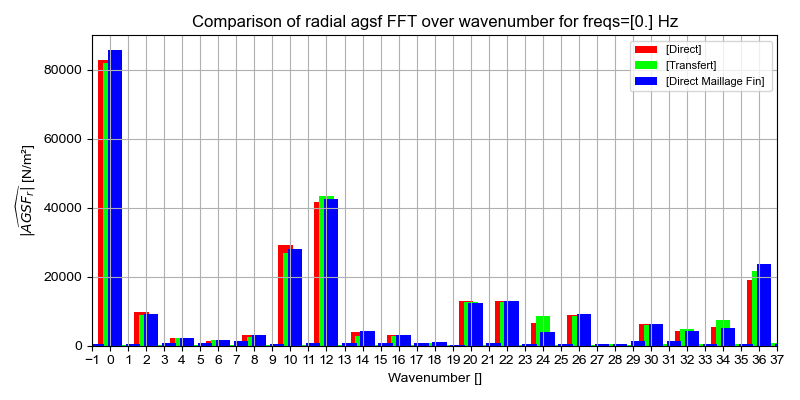 Comparison of radial agsf FFT over wavenumber for freqs=[0.] Hz
[Direct]
[Transfert]
[Direct Maillage Fin]
80000
60000
40000
20000
0
|AGSF_r| [N/m²]
−1 0 1 2 3 4 5 6 7 8 9 10 11 12 13 14 15 16 17 18 19 20 21 22 23 24 25 26 27 28 29 30 31 32 33 34 35 36 37
Wavenumber []